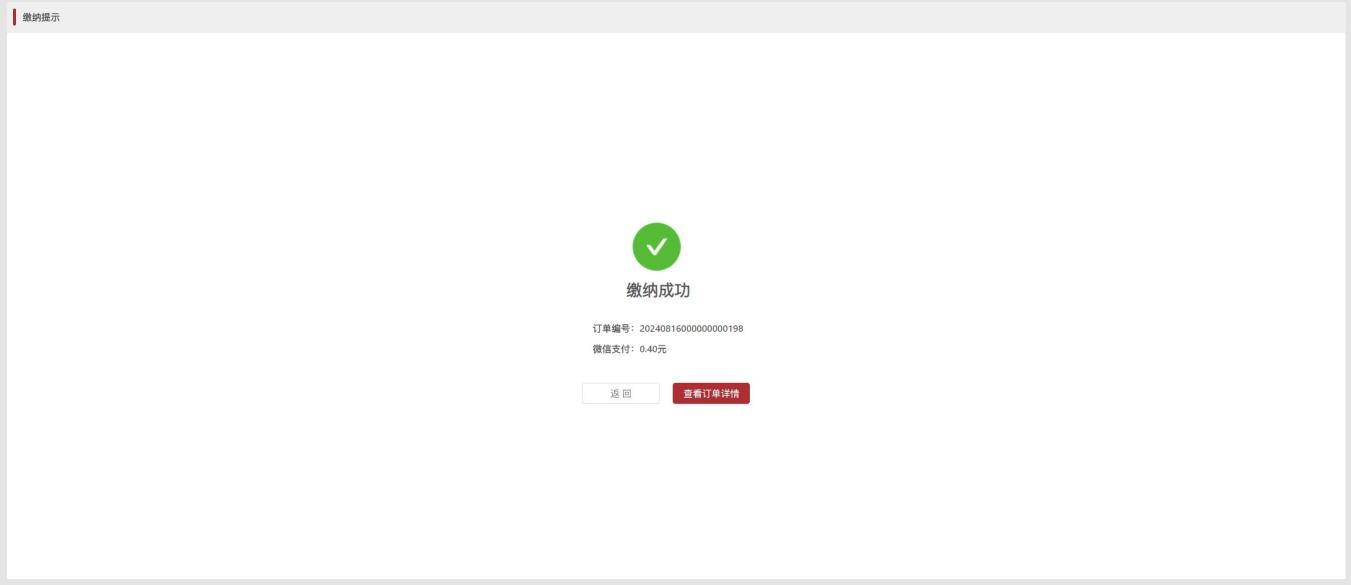 缴纳提示
缴纳成功
订单编号：20240816000000000198
微信支付：0.40元
返 回
查看订单详情